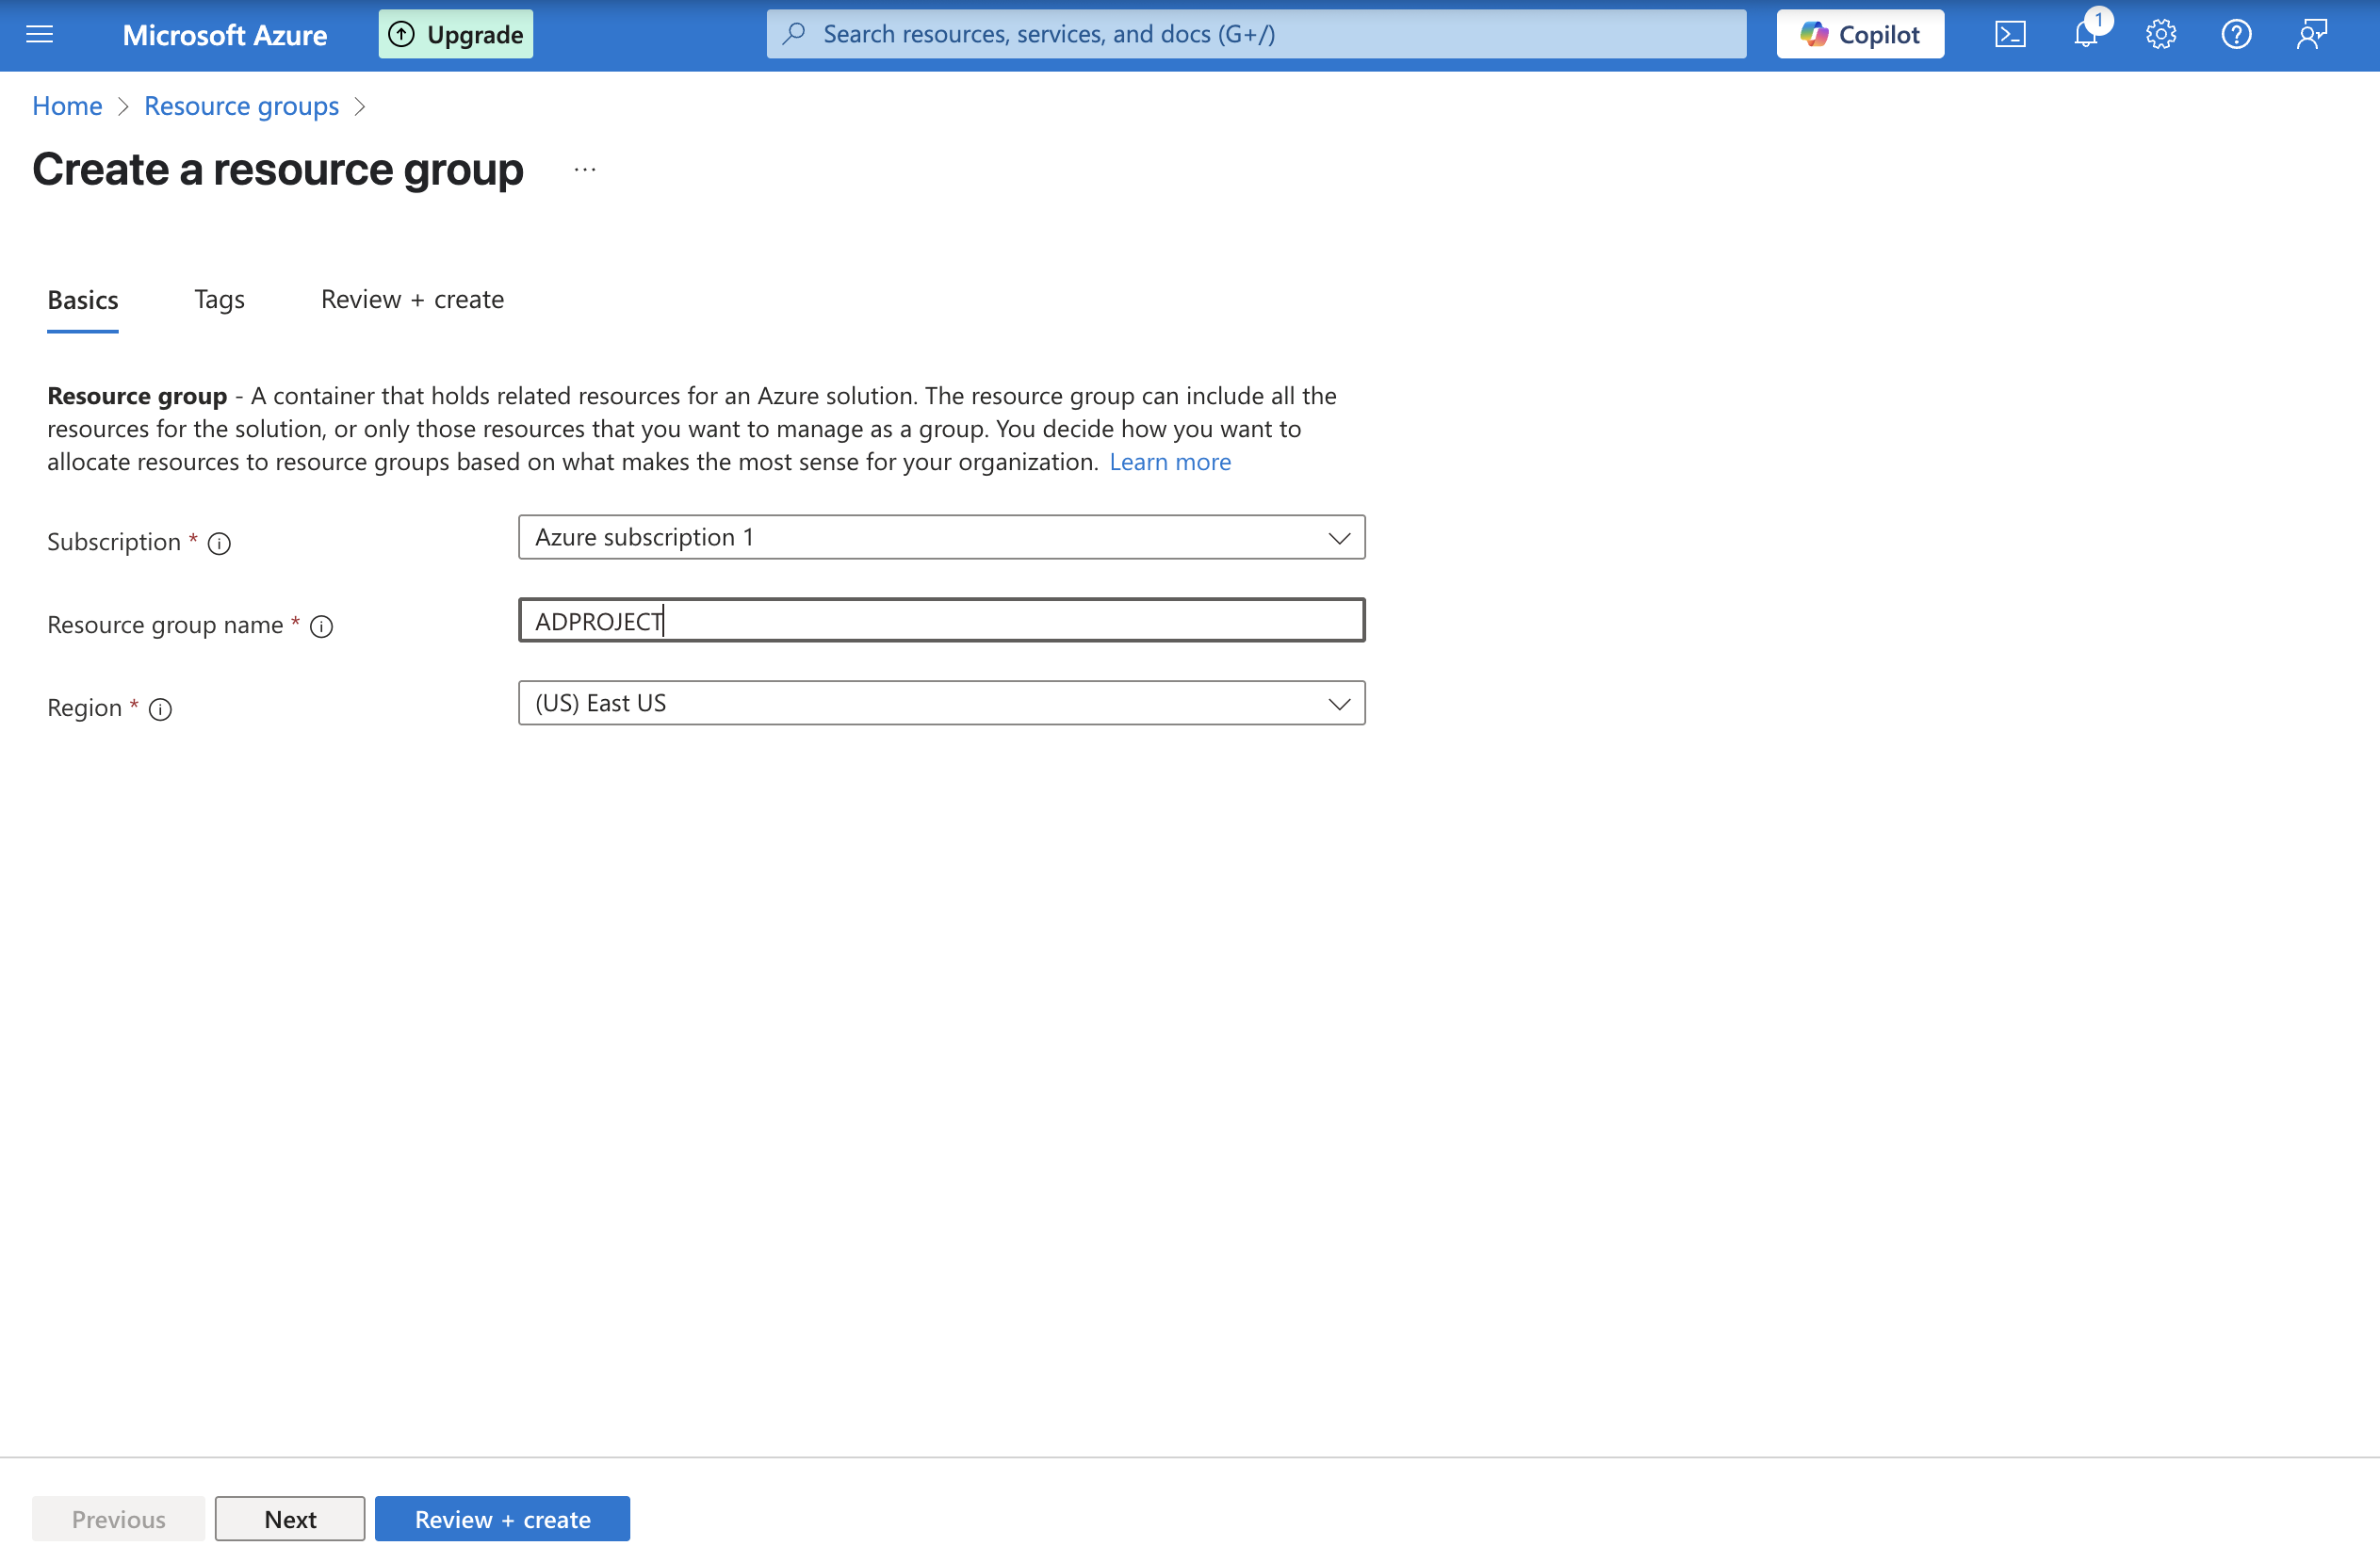 Microsoft Azure
Upgrade
Search resources, services, and docs (G+/)
Copilot
1
Home > Resource groups >
Create a resource group ...
Basics
Tags
Review + create
Resource group - A container that holds related resources for an Azure solution. The resource group can include all the
resources for the solution, or only those resources that you want to manage as a group. You decide how you want to
allocate resources to resource groups based on what makes the most sense for your organization. Learn more
Subscription *
Azure subscription 1
Resource group name *
ADPROJECT
Region *
(US) East US
Previous
Next
Review + create